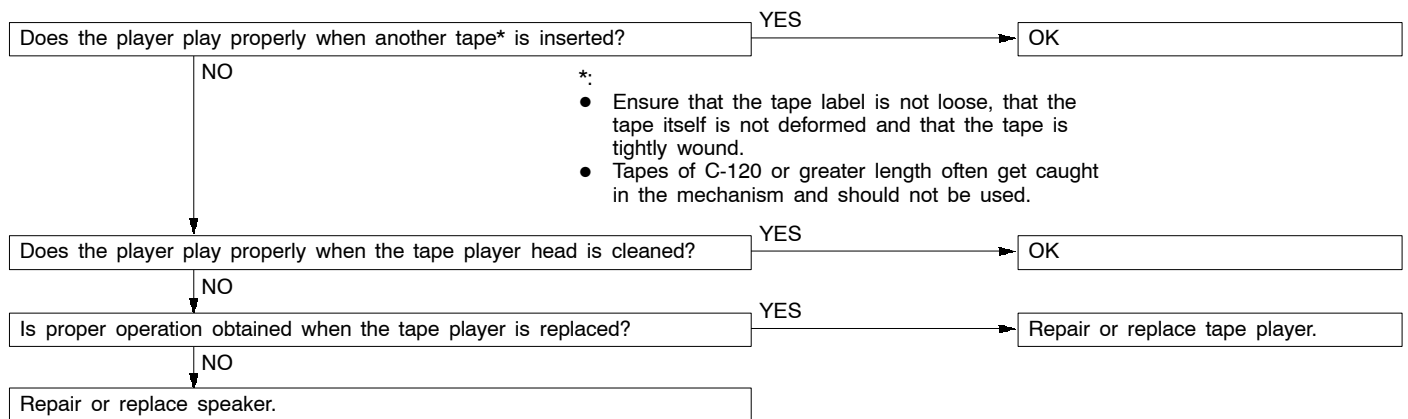 YES
Does the player play properly when another tape* is inserted?
OK
NO
*:
● Ensure that the tape label is not loose, that the
tape itself is not deformed and that the tape is
tightly wound.
● Tapes of C-120 or greater length often get caught
in the mechanism and should not be used.
YES
Does the player play properly when the tape player head is cleaned?
OK
NO
YES
Is proper operation obtained when the tape player is replaced?
Repair or replace tape player.
NO
Repair or replace speaker.